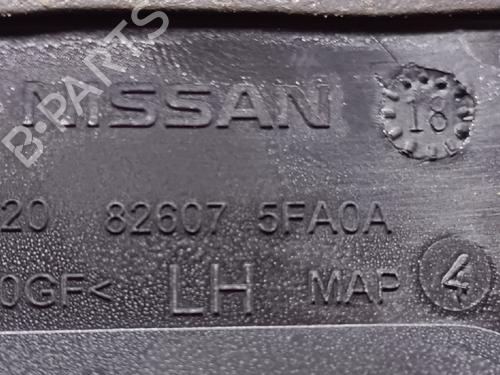 B-PARTS
NISSAN
18
20 82607 5FA0A
0GF< LH MAP 4